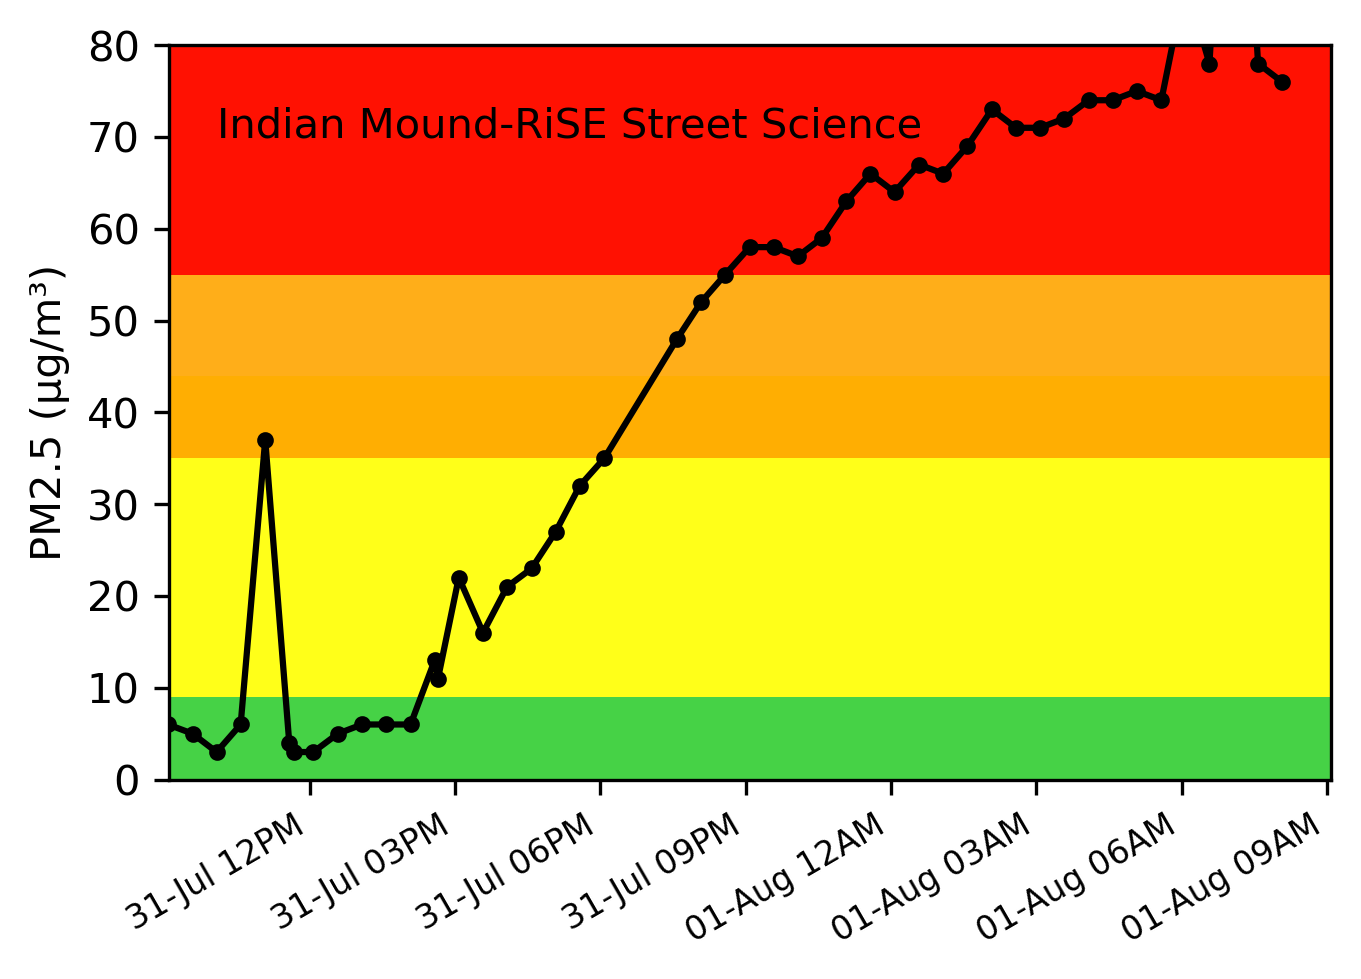 80
70
60
50
40
30
20
10
0
PM2.5 (µg/m³)
Indian Mound-RiSE Street Science
31-Jul 12PM
31-Jul 03PM
31-Jul 06PM
31-Jul 09PM
01-Aug 12AM
01-Aug 03AM
01-Aug 06AM
01-Aug 09AM